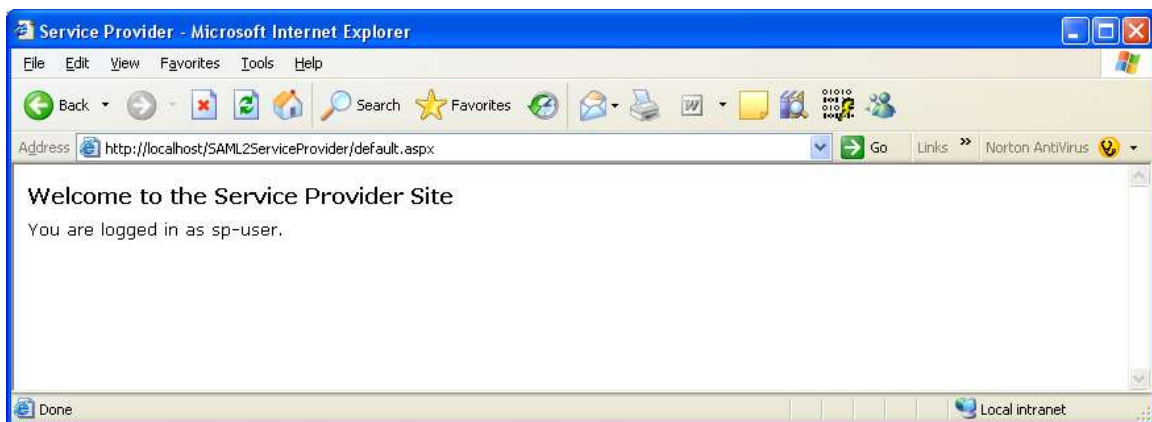 Service Provider - Microsoft Internet Explorer
File Edit View Favorites Tools Help
Back Search Favorites
Address http://localhost/SAML2ServiceProvider/default.aspx Go Links » Norton AntiVirus
Welcome to the Service Provider Site
You are logged in as sp-user.
Done Local intranet